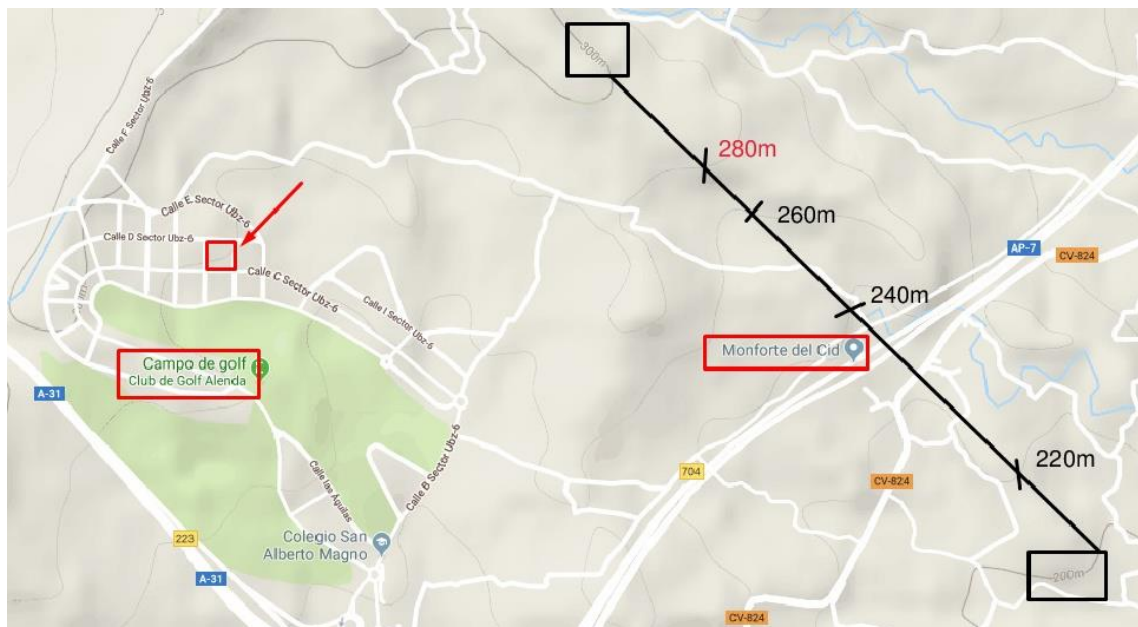 300m
Calle F Sector Ubz-6
280m
Calle E Sector Ubz-6
260m
Calle D Sector Ubz-6
AP-7
CV-824
Calle C Sector Ubz-6
240m
Calle I Sector Ubz-6
Monforte del Cid
Campo de golf
Club de Golf Alenda
A-31
220m
704
CV-824
Calle las Águilas
Calle B Sector Ubz-6
223
Colegio San
Alberto Magno
A-31
200m
CV-824